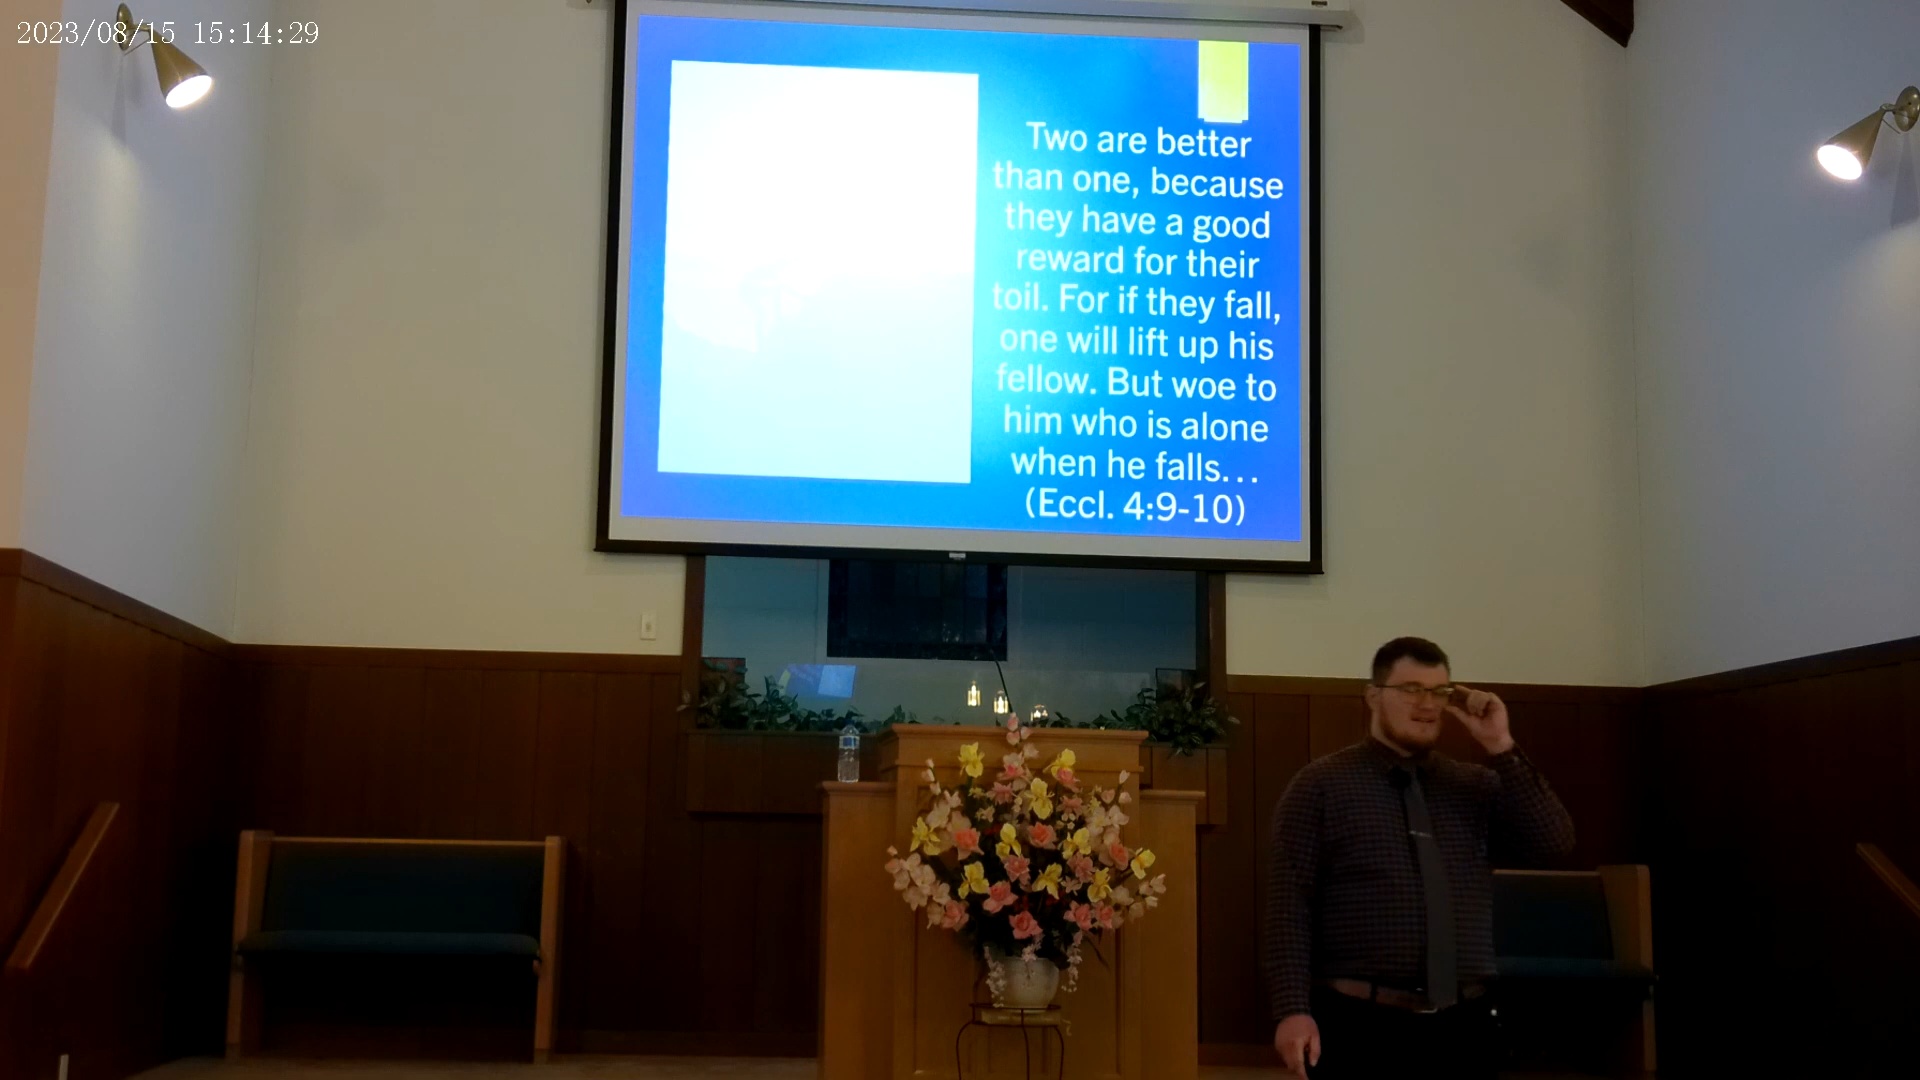 2023/08/15 15:14:29
Two are better
than one, because
they have a good
reward for their
toil. For if they fall,
one will lift up his
fellow. But woe to
him who is alone
when he falls...
(Eccl. 4:9-10)